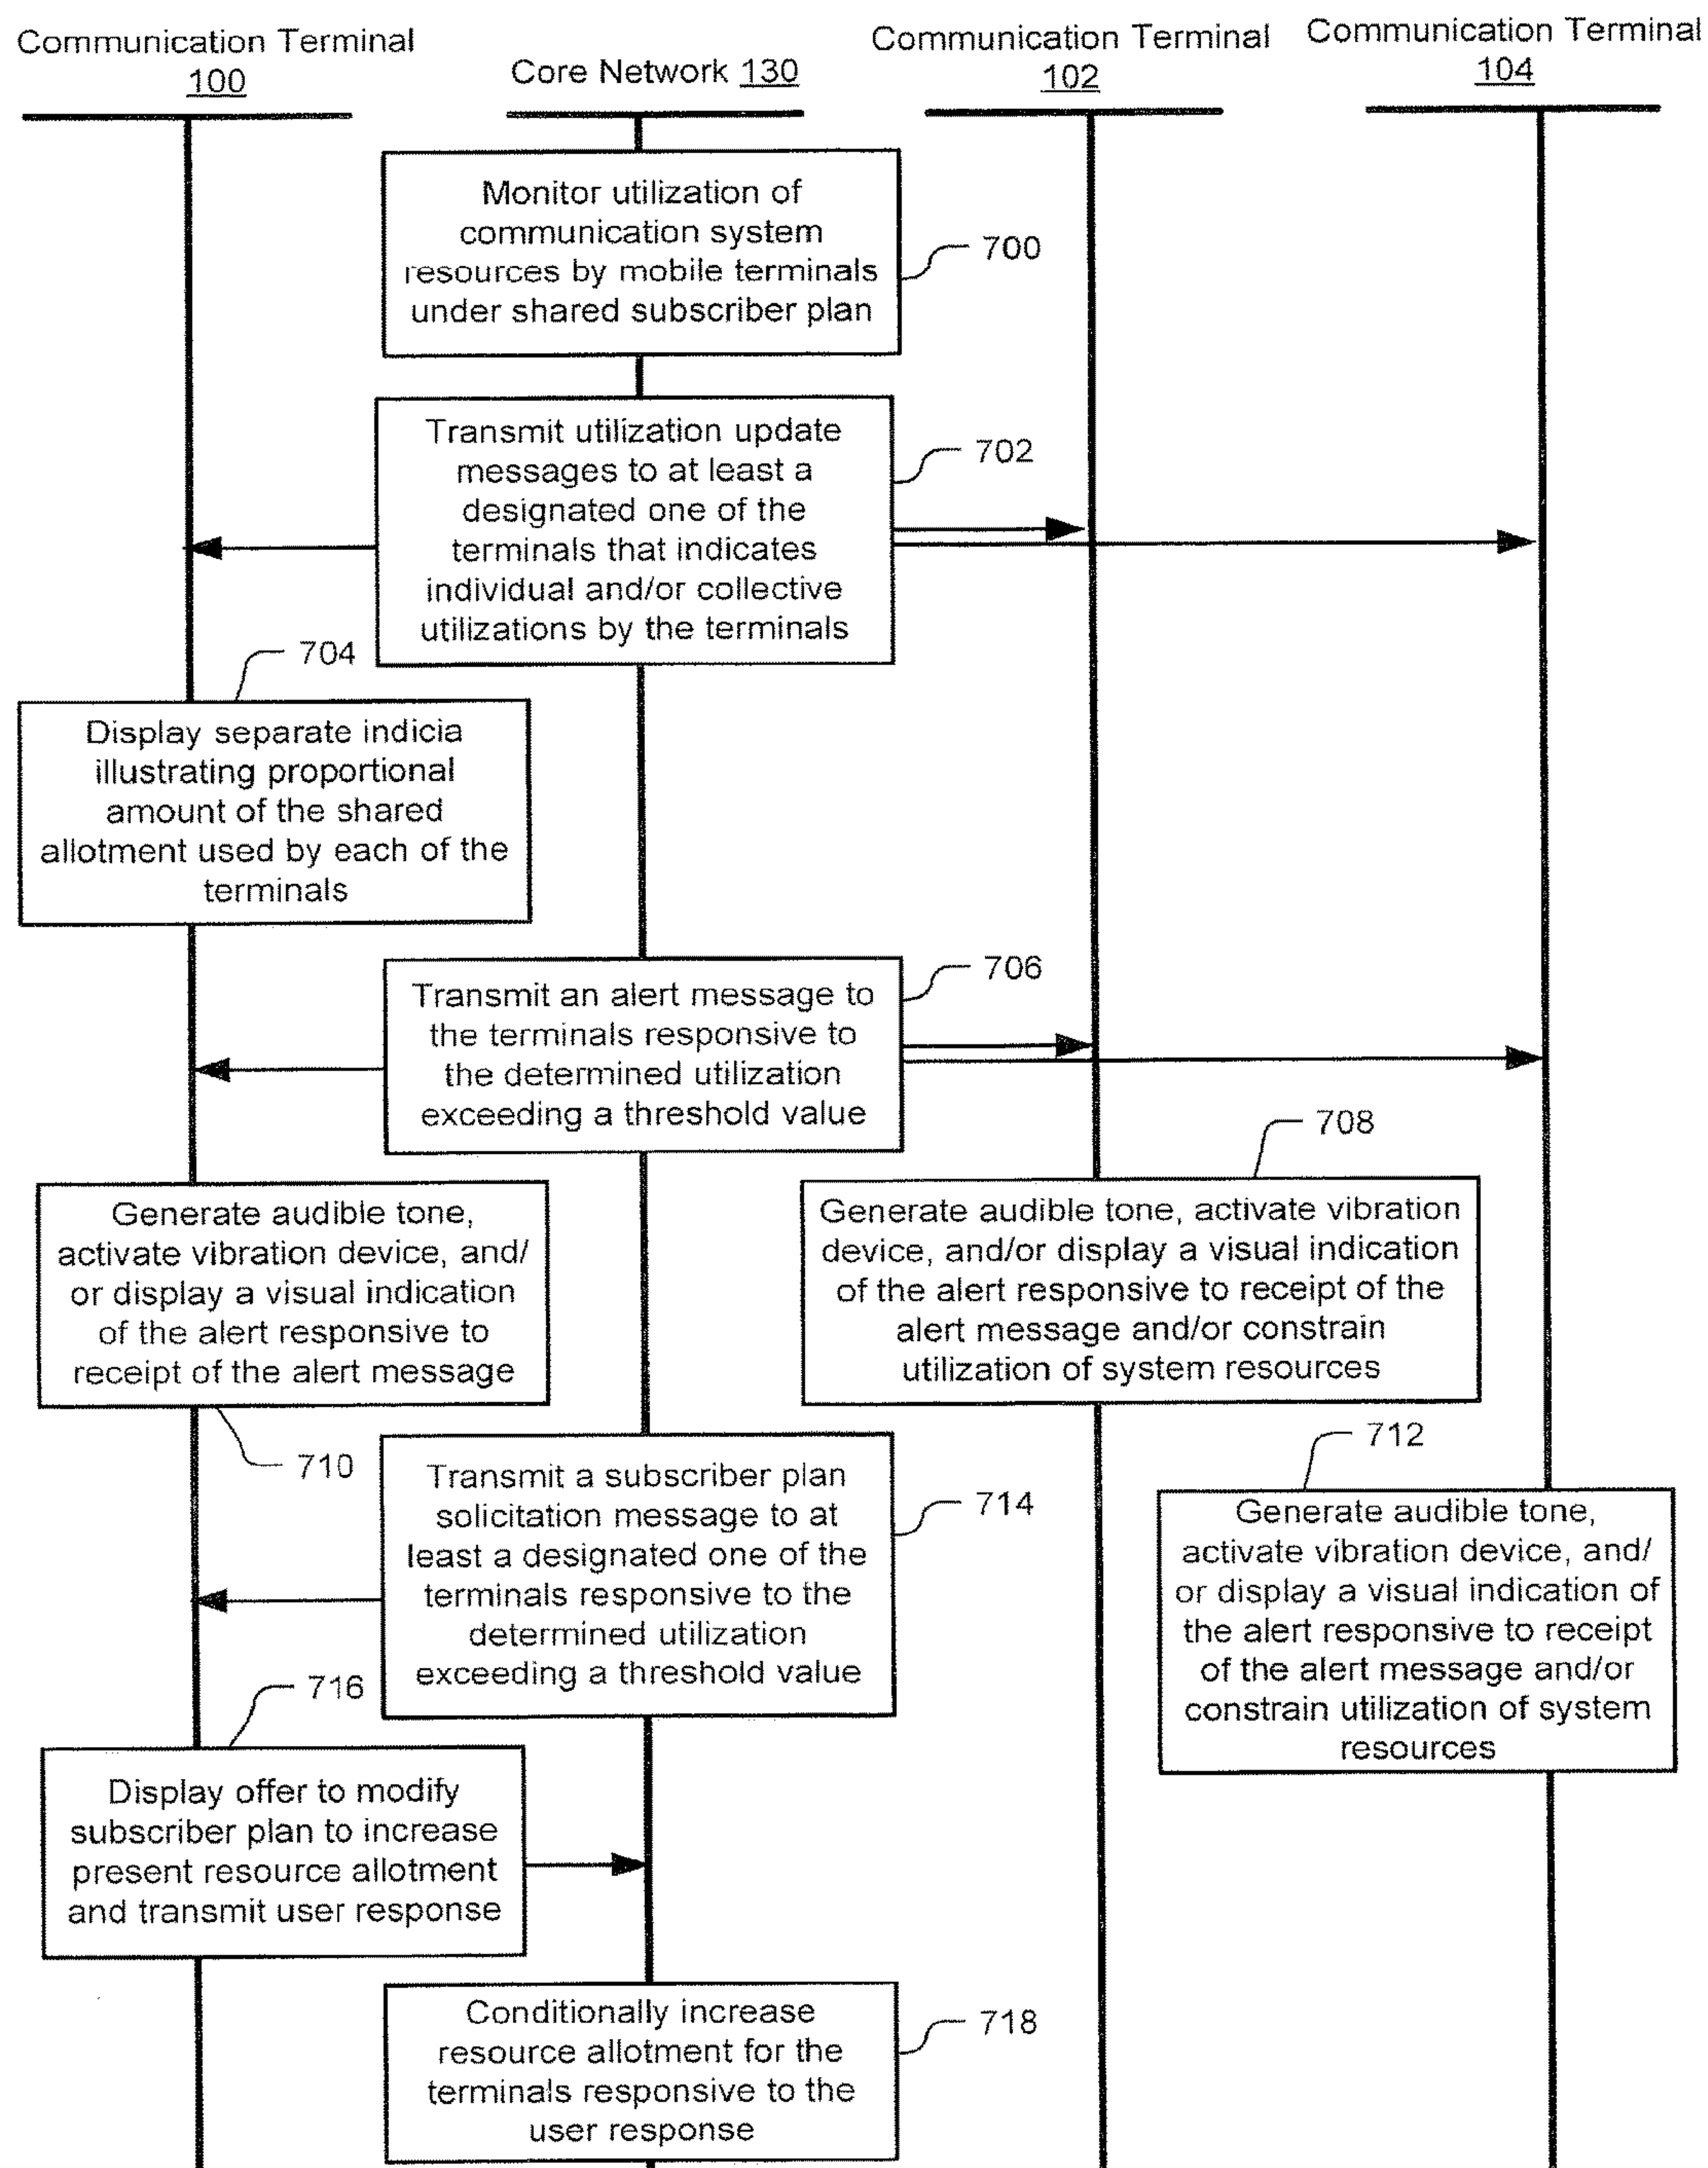 Communication Terminal
100
Core Network 130
Communication Terminal
102
Communication Terminal
104
Monitor utilization of
communication system
resources by mobile terminals
under shared subscriber plan
700
Transmit utilization update
messages to at least a
designated one of the
terminals that indicates
individual and/or collective
utilizations by the terminals
702
704
Display separate indicia
illustrating proportional
amount of the shared
allotment used by each of the
terminals
Transmit an alert message to
the terminals responsive to
the determined utilization
exceeding a threshold value
706
708
Generate audible tone,
activate vibration device, and/
or display a visual indication
of the alert responsive to
receipt of the alert message
710
Generate audible tone, activate vibration
device, and/or display a visual indication
of the alert responsive to receipt of the
alert message and/or constrain
utilization of system resources
712
Transmit a subscriber plan
solicitation message to at
least a designated one of the
terminals responsive to the
determined utilization
exceeding a threshold value
714
Generate audible tone,
activate vibration device, and/
or display a visual indication of
the alert responsive to receipt
of the alert message and/or
constrain utilization of system
resources
716
Display offer to modify
subscriber plan to increase
present resource allotment
and transmit user response
Conditionally increase
resource allotment for the
terminals responsive to the
user response
718